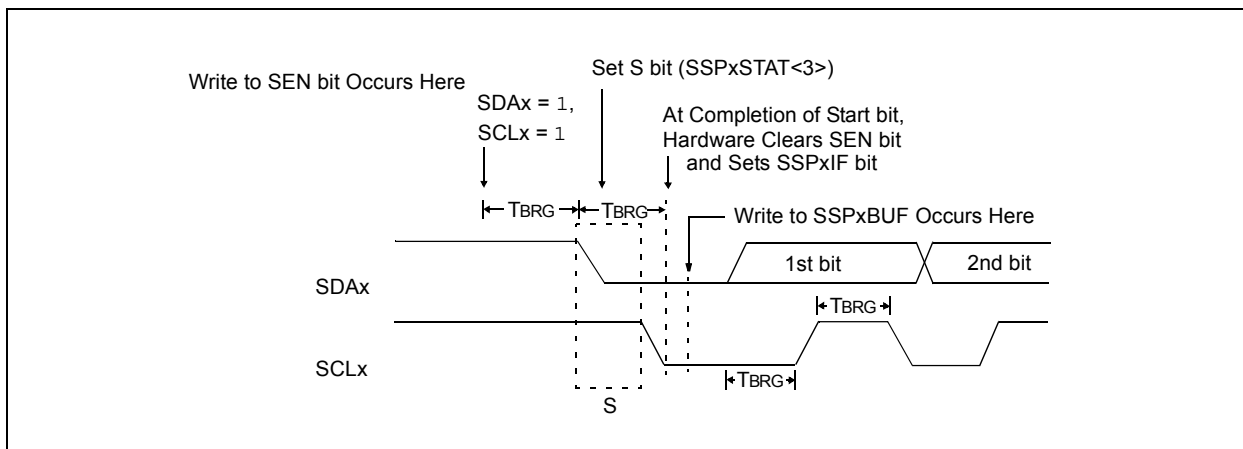 Set S bit (SSPxSTAT<3>)
Write to SEN bit Occurs Here
SDAx = 1,
SCLx = 1
At Completion of Start bit,
Hardware Clears SEN bit
and Sets SSPxIF bit
TBRG
TBRG
Write to SSPxBUF Occurs Here
1st bit
2nd bit
SDAx
TBRG
SCLx
TBRG
S